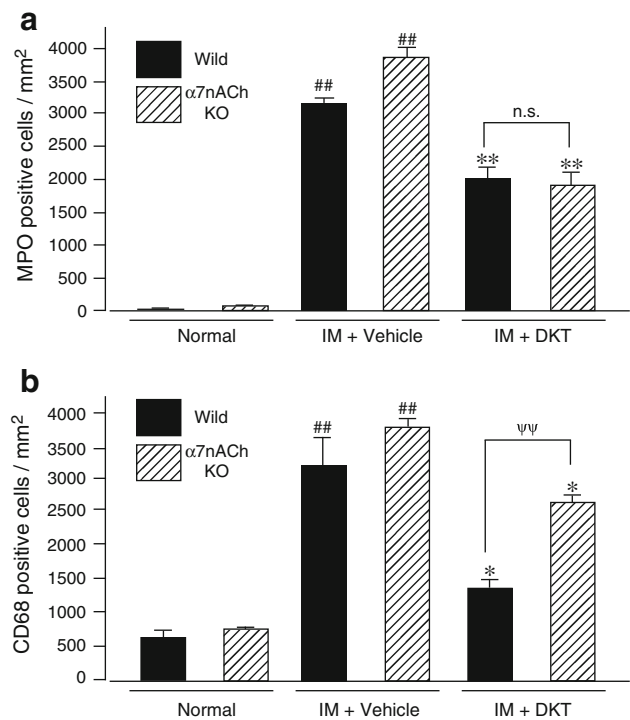 a
MPO positive cells / mm²
4000
3500
3000
2500
2000
1500
1000
500
0
Wild
α7nACh
KO
##
##
n.s.
**
**
Normal
IM + Vehicle
IM + DKT
b
CD68 positive cells / mm²
4000
3500
3000
2500
2000
1500
1000
500
0
Wild
α7nACh
KO
##
##
ψψ
*
*
Normal
IM + Vehicle
IM + DKT